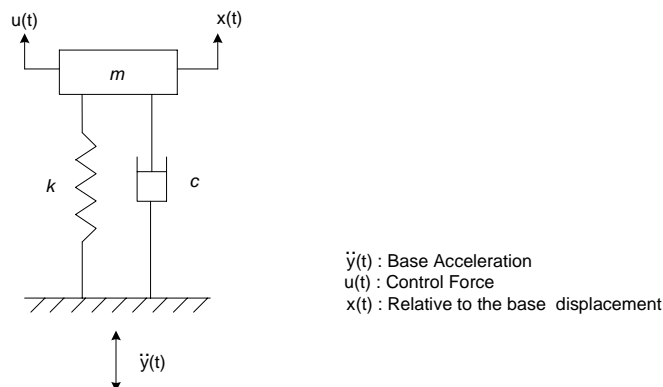 u(t)
x(t)
m
k
c
ÿ(t) : Base Acceleration
u(t) : Control Force
x(t) : Relative to the base displacement
ÿ(t)